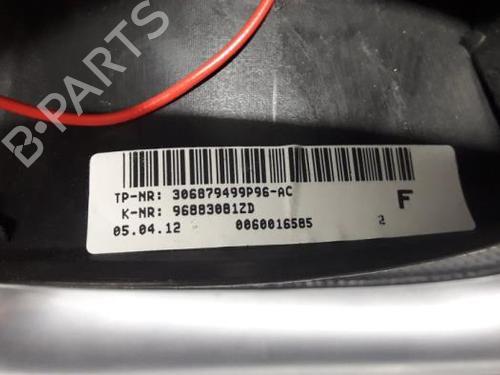 B-PARTS
TP-NR: 306879499P96-AC
K-NR: 96883081ZD
F
05.04.12 0060016585 2